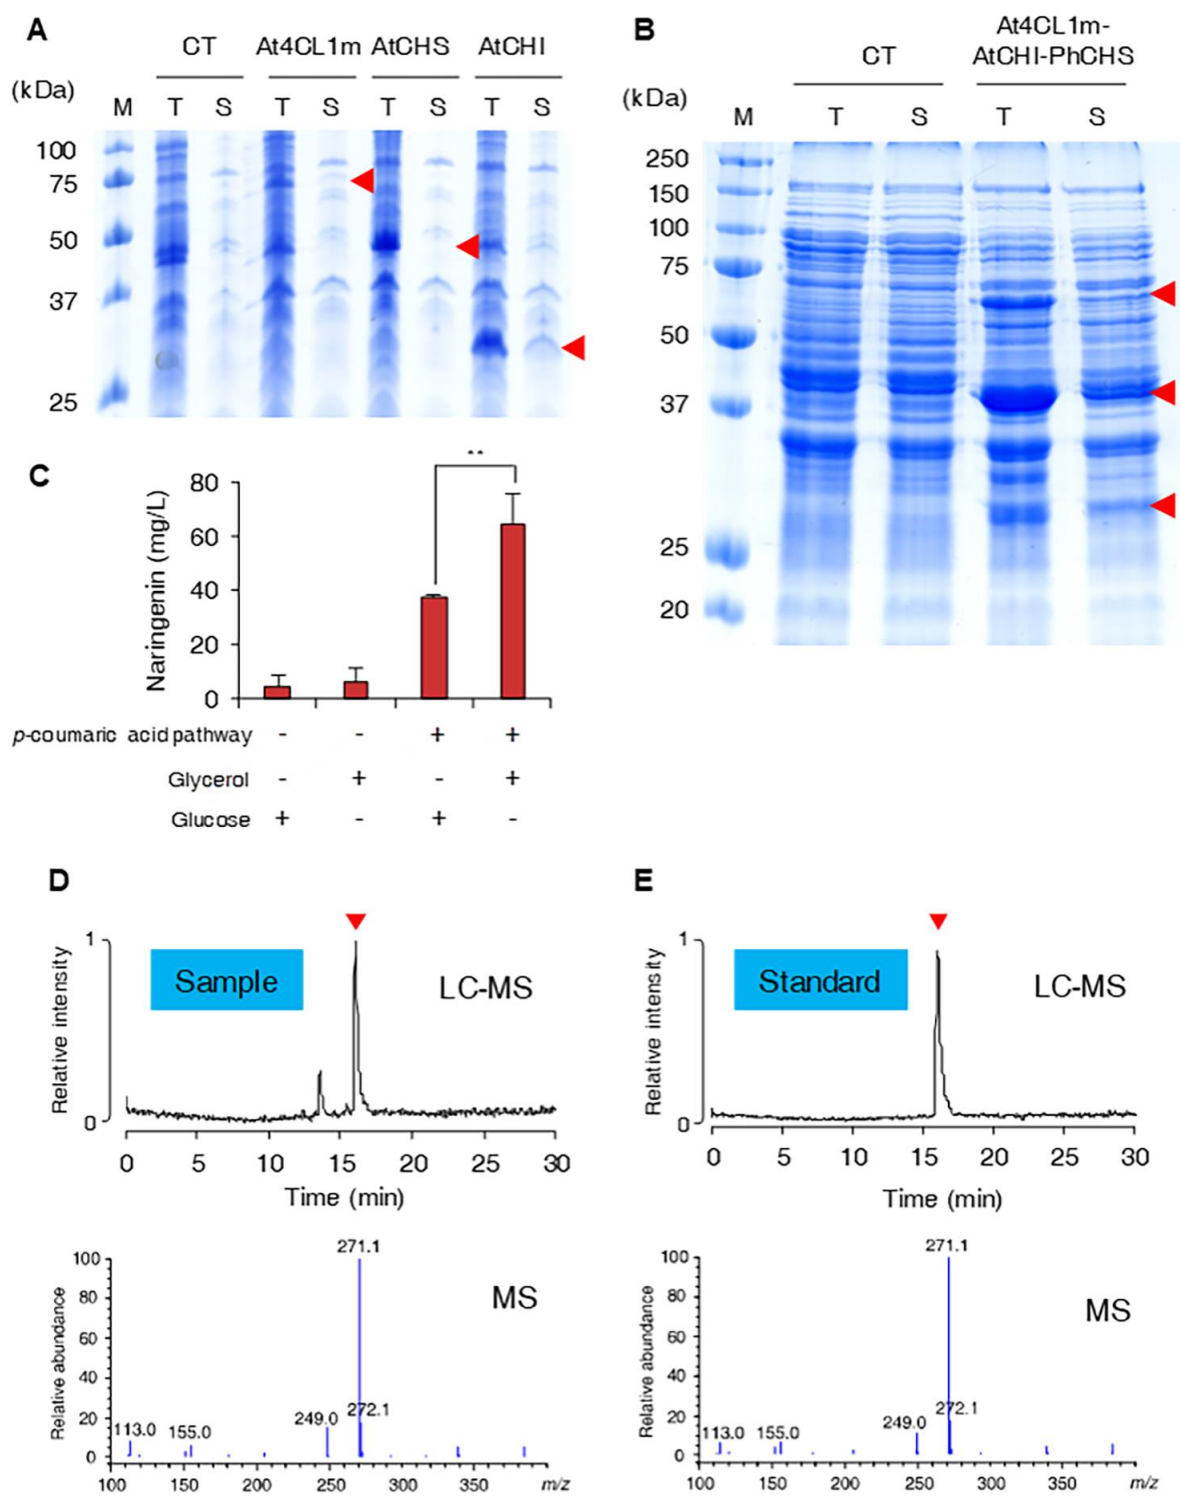 A
CT At4CL1m AtCHS AtCHI
(kDa)
M T S T S T S T S
100
75
50
37
25
B
At4CL1m-
CT AtCHI-PhCHS
(kDa)
M T S T S
250
150
100
75
50
37
25
20
C
**
Naringenin (mg/L)
80
60
40
20
0
p-coumaric acid pathway - - + +
Glycerol - + - +
Glucose + - + -
D
Sample
LC-MS
Relative intensity
1
0
0 5 10 15 20 25 30
Time (min)
271.1
MS
Relative abundance
100
80
60
40
20
0
113.0 155.0 249.0 272.1
100 150 200 250 300 350 m/z
E
Standard
LC-MS
Relative intensity
1
0
0 5 10 15 20 25 30
Time (min)
271.1
MS
Relative abundance
100
80
60
40
20
0
113.0 155.0 249.0 272.1
100 150 200 250 300 350 m/z